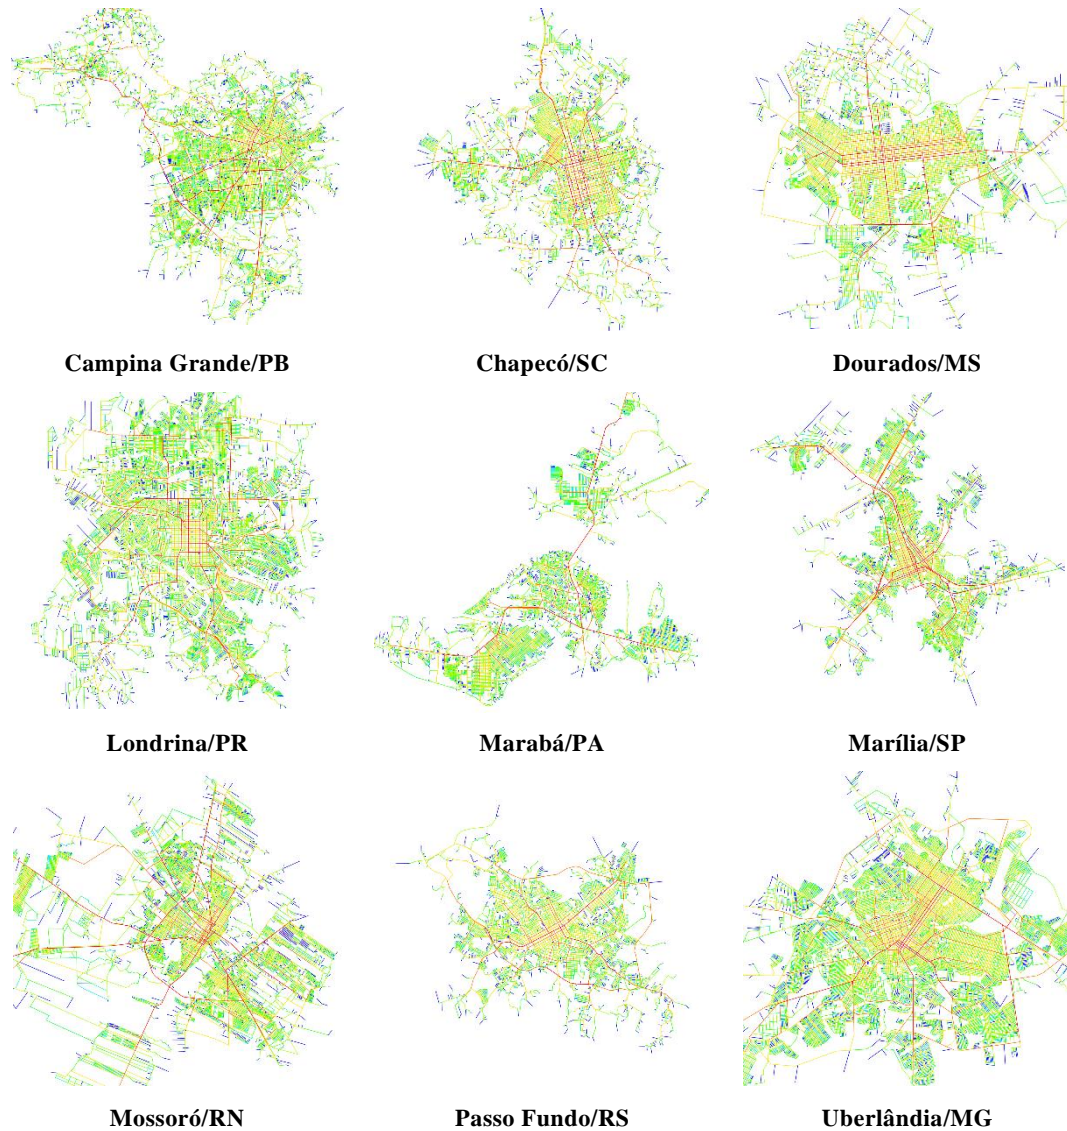 Campina Grande/PB
Chapecó/SC
Dourados/MS
Londrina/PR
Marabá/PA
Marília/SP
Mossoró/RN
Passo Fundo/RS
Uberlândia/MG